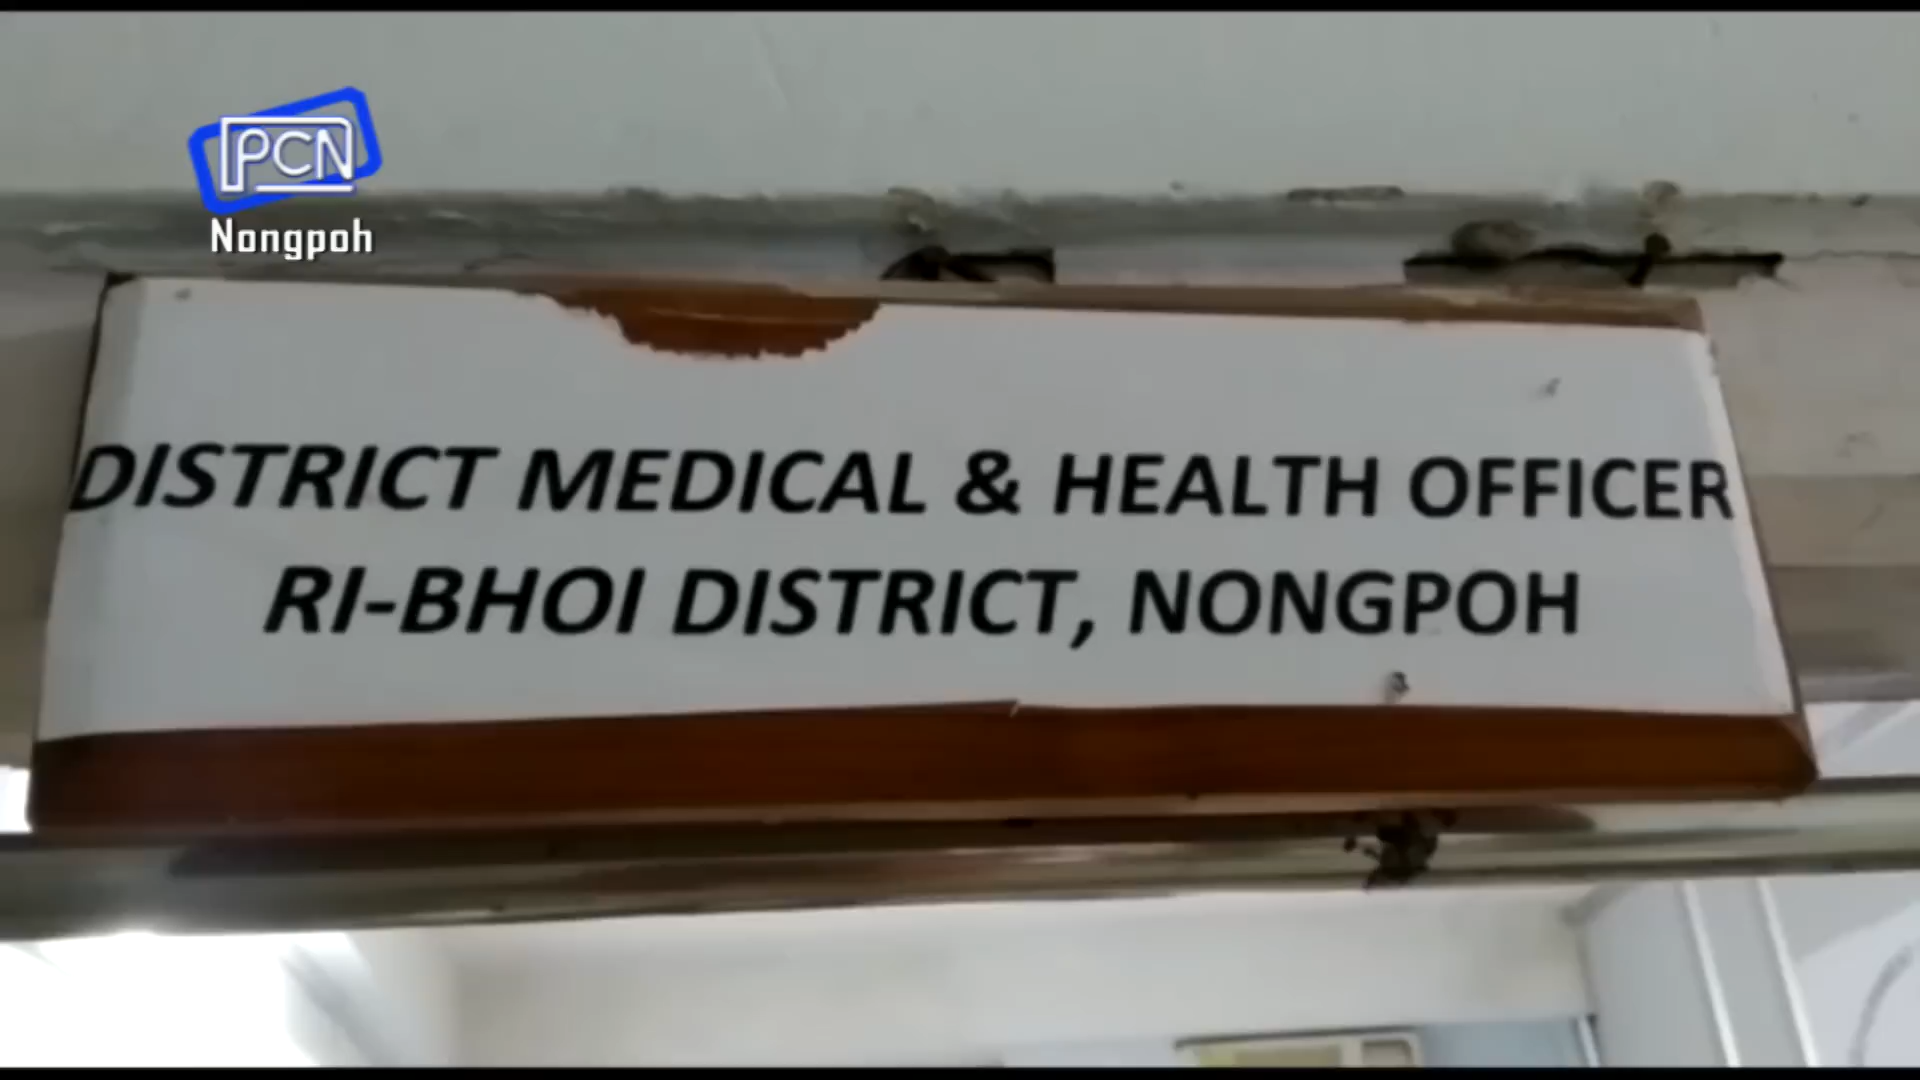 PCN
Nongpoh
DISTRICT MEDICAL & HEALTH OFFICER
RI-BHOI DISTRICT, NONGPOH